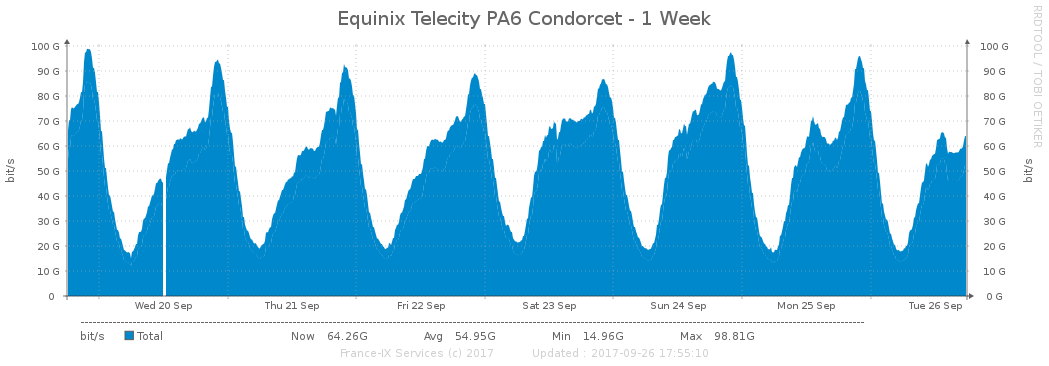 Equinix Telecity PA6 Condorcet - 1 Week
RRDTOOL / TOBI OETIKER
bit/s
100 G
90 G
80 G
70 G
60 G
50 G
40 G
30 G
20 G
10 G
0
100 G
90 G
80 G
70 G
60 G
50 G
40 G
30 G
20 G
10 G
0 G
bit/s
Wed 20 Sep Thu 21 Sep Fri 22 Sep Sat 23 Sep Sun 24 Sep Mon 25 Sep Tue 26 Sep
bit/s Total Now 64.26G Avg 54.95G Min 14.96G Max 98.81G
France-IX Services (c) 2017 Updated : 2017-09-26 17:55:10